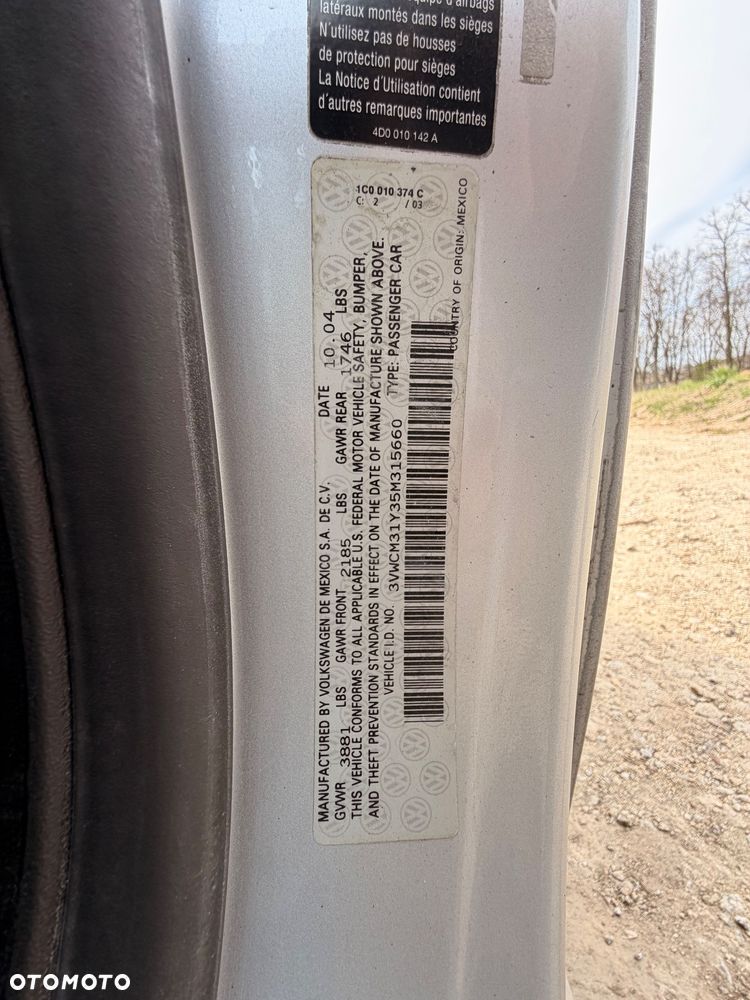 équipe d'airbags
latéraux montés dans les sièges
N'utilisez pas de housses
de protection pour sièges
La Notice d'Utilisation contient
d'autres remarques importantes
4D0 010 142 A
1C0 010 374 C
C: 2 / 03
MANUFACTURED BY VOLKSWAGEN DE MEXICO S.A. DE C.V. DATE 10.04
GVWR 3881 LBS GAWR FRONT 2185 LBS GAWR REAR 1746 LBS
THIS VEHICLE CONFORMS TO ALL APPLICABLE U.S. FEDERAL MOTOR VEHICLE SAFETY, BUMPER,
AND THEFT PREVENTION STANDARDS IN EFFECT ON THE DATE OF MANUFACTURE SHOWN ABOVE.
VEHICLE I.D. NO. 3VWCM31Y35M315660 TYPE: PASSENGER CAR
COUNTRY OF ORIGIN: MEXICO
OTOMOTO